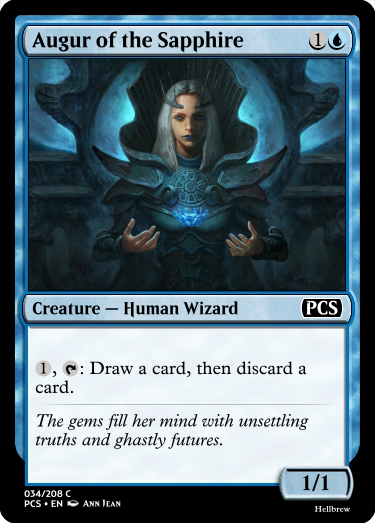 Augur of the Sapphire 1
Creature — Human Wizard PCS
1, : Draw a card, then discard a
card.
The gems fill her mind with unsettling
truths and ghastly futures.
1/1
034/208 C
PCS • EN Ann Jean
Hellbrew